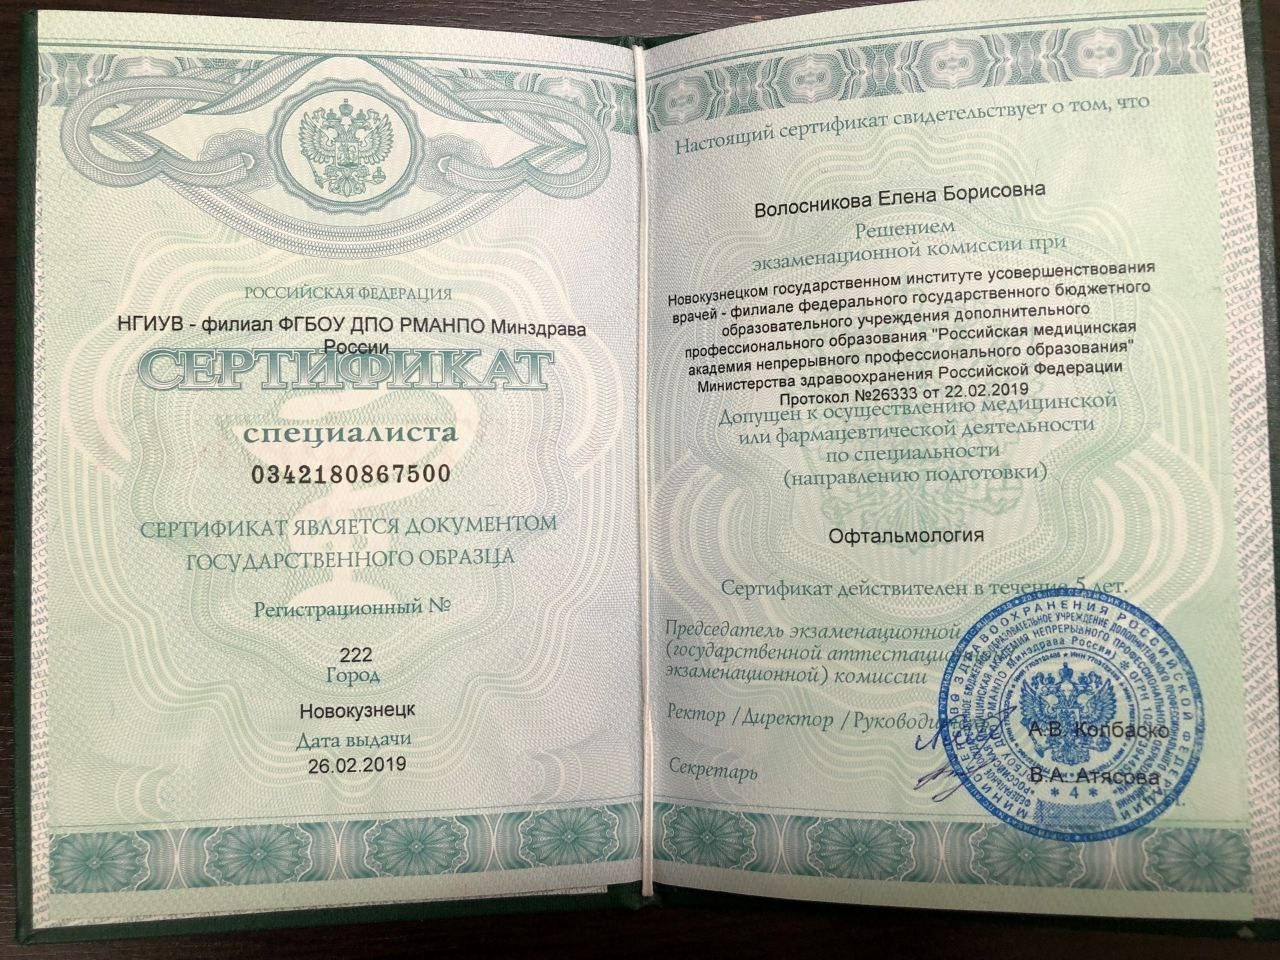 РОССИЙСКАЯ ФЕДЕРАЦИЯ
НГИУВ - филиал ФГБОУ ДПО РМАНПО Минздрава
России
СЕРТИФИКАТ
специалиста
0342180867500
СЕРТИФИКАТ ЯВЛЯЕТСЯ ДОКУМЕНТОМ
ГОСУДАРСТВЕННОГО ОБРАЗЦА
Регистрационный №
222
Город
Новокузнецк
Дата выдачи
26.02.2019
Настоящий сертификат свидетельствует о том, что
Волосникова Елена Борисовна
Решением
экзаменационной комиссии при
Новокузнецком государственном институте усовершенствования
врачей - филиале федерального государственного бюджетного
образовательного учреждения дополнительного
профессионального образования "Российская медицинская
академия непрерывного профессионального образования"
Министерства здравоохранения Российской Федерации
Протокол №26333 от 22.02.2019
Допущен к осуществлению медицинской
или фармацевтической деятельности
по специальности
(направлению подготовки)
Офтальмология
Сертификат действителен в течение 5 лет.
Председатель экзаменационной
(государственной
экзаменационной) комиссии
Ректор / Директор /
А.В. Колбаско
Секретарь
В.А. Атясова